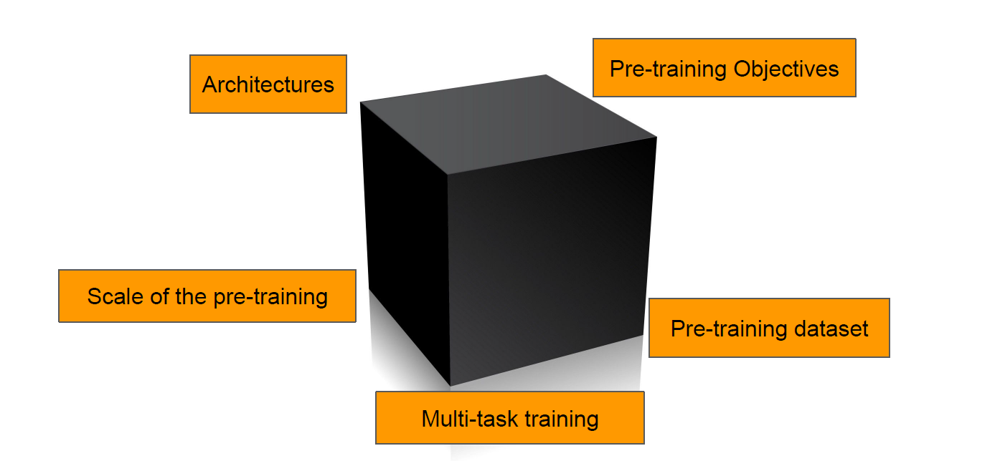 Architectures
Pre-training Objectives
Scale of the pre-training
Pre-training dataset
Multi-task training